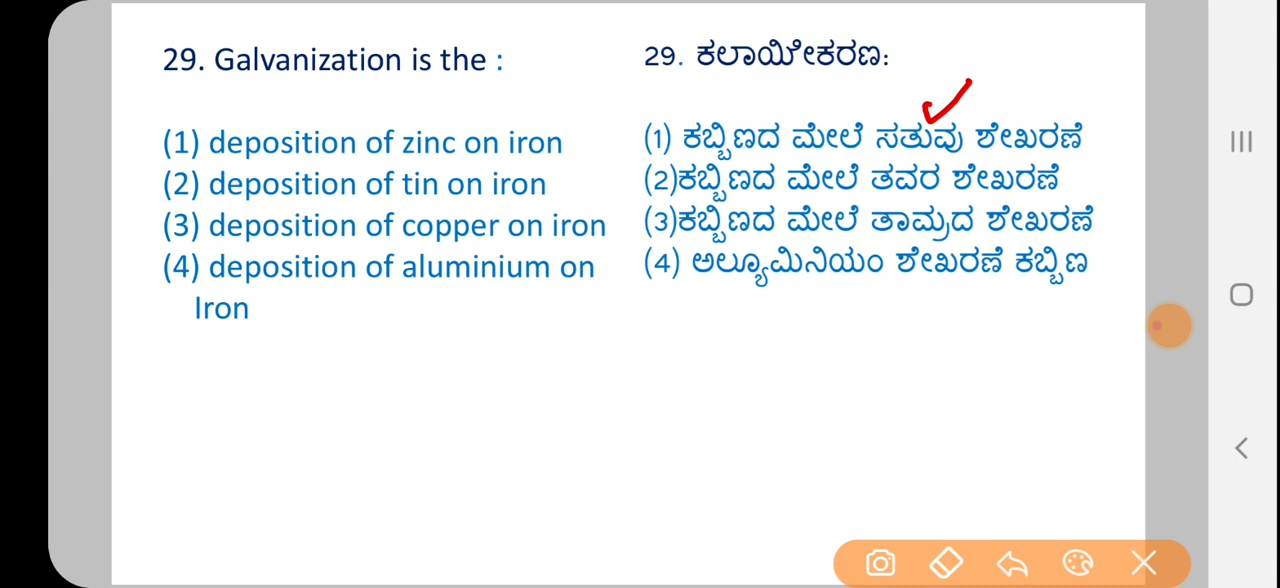 29. Galvanization is the :
(1) deposition of zinc on iron
(2) deposition of tin on iron
(3) deposition of copper on iron
(4) deposition of aluminium on
Iron
29. ಕಲಾಯೀಕರಣ:
(1) ಕಬ್ಬಿಣದ ಮೇಲೆ ಸತುವು ಶೇಖರಣೆ
(2)ಕಬ್ಬಿಣದ ಮೇಲೆ ತವರ ಶೇಖರಣೆ
(3)ಕಬ್ಬಿಣದ ಮೇಲೆ ತಾಮ್ರದ ಶೇಖರಣೆ
(4) ಅಲ್ಯೂಮಿನಿಯಂ ಶೇಖರಣೆ ಕಬ್ಬಿಣ